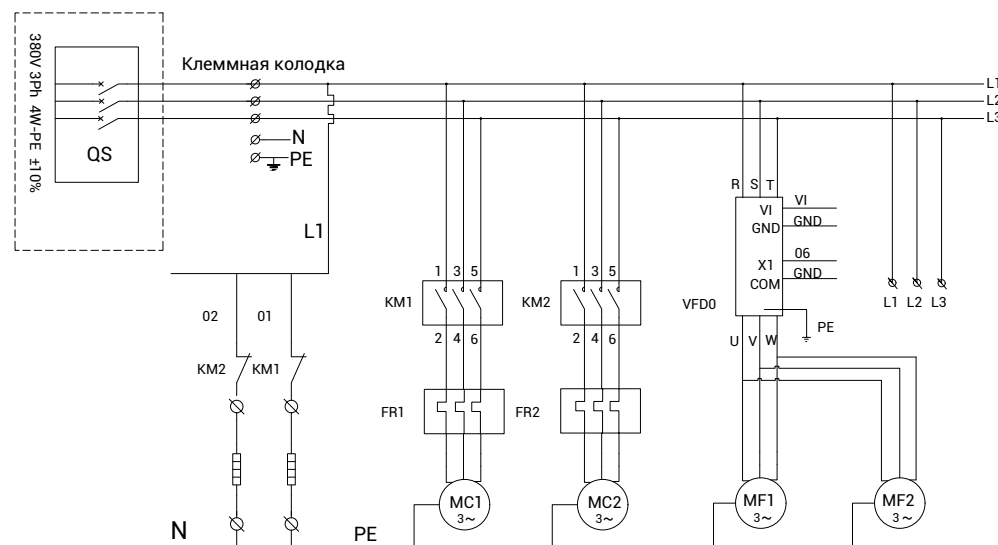 380V 3Ph 4W-PE ±10%
QS
Клеммная колодка
N
PE
L1
L1
L2
L3
R S T
VI
GND
X1
COM
VI
GND
06
GND
VFD0
PE
U V W
L1 L2 L3
1 3 5
KM1
2 4 6
1 3 5
KM2
2 4 6
02
01
KM2
KM1
FR1
FR2
MC1
3~
MC2
3~
MF1
3~
MF2
3~
N
PE